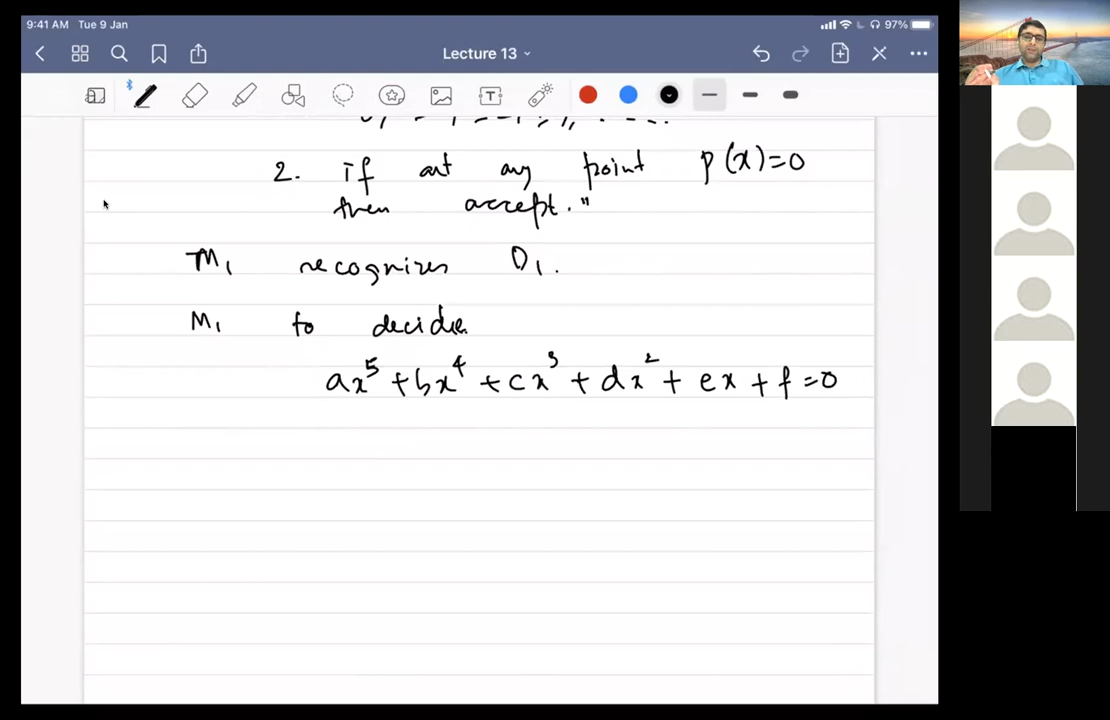 9:41 AM Tue 9 Jan
97%
Lecture 13
2. if at any point p(x)=0
then accept."
M₁ recognizes D₁.
M₁ to decide
ax⁵ + bx⁴ + cx³ + dx² + ex + f = 0